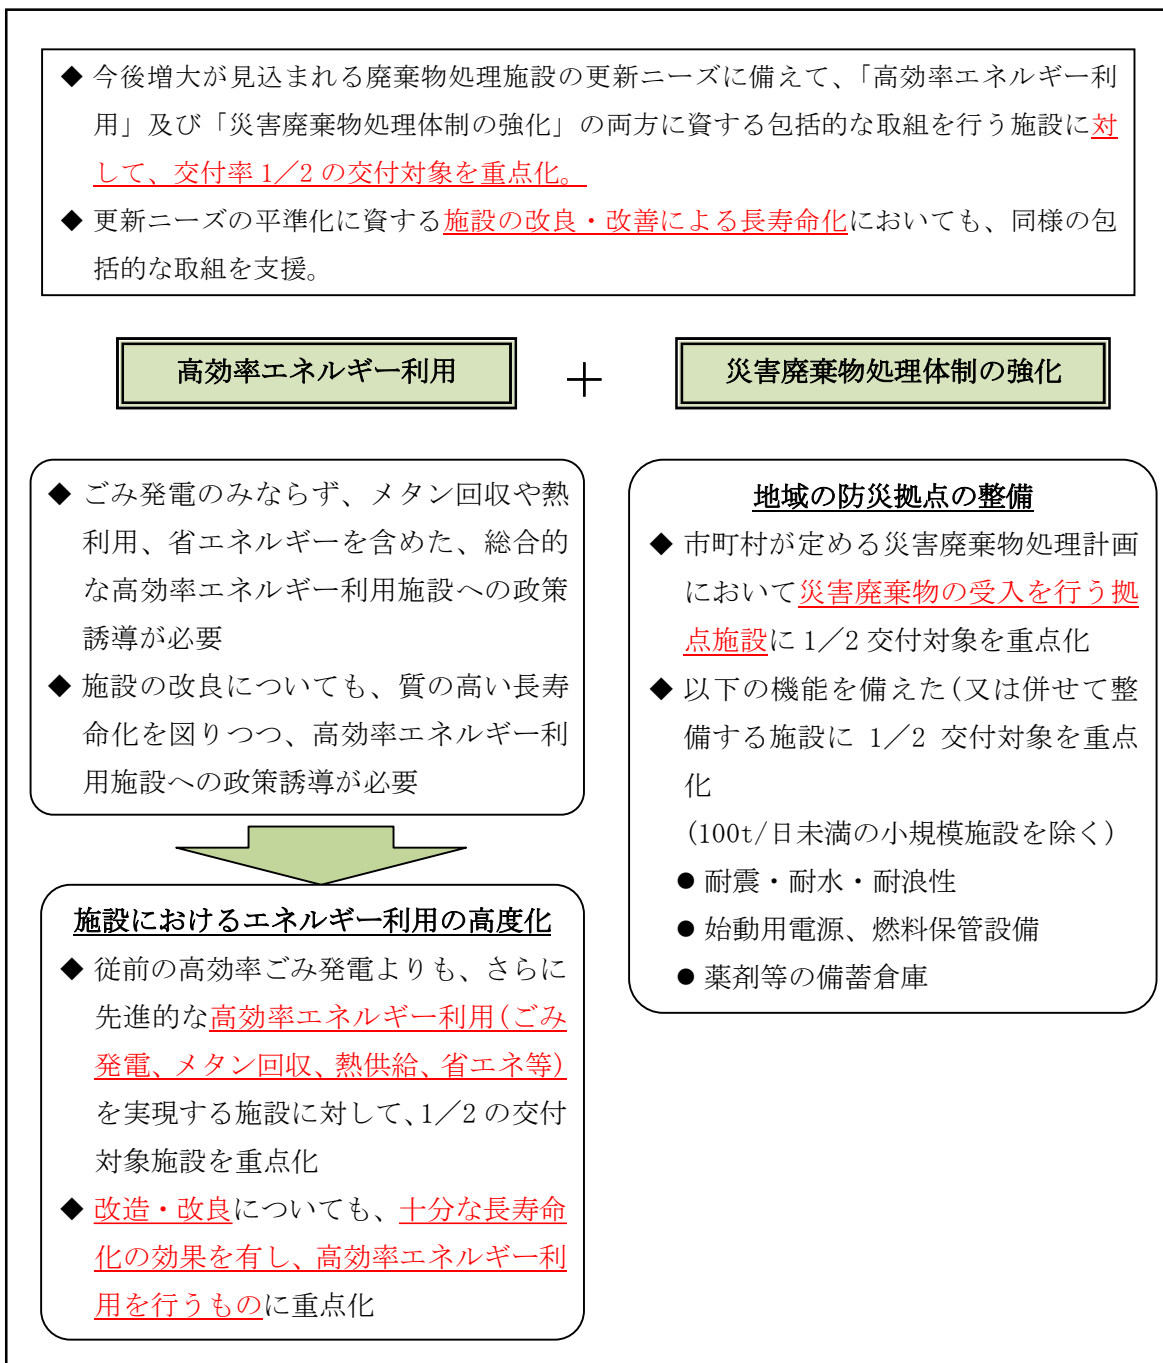 ◆ 今後増大が見込まれる廃棄物処理施設の更新ニーズに備えて、「高効率エネルギー利
用」及び「災害廃棄物処理体制の強化」の両方に資する包括的な取組を行う施設に対
して、交付率 1／2 の交付対象を重点化。
◆ 更新ニーズの平準化に資する施設の改良・改善による長寿命化においても、同様の包
括的な取組を支援。
高効率エネルギー利用
＋
災害廃棄物処理体制の強化
◆ ごみ発電のみならず、メタン回収や熱
利用、省エネルギーを含めた、総合的
な高効率エネルギー利用施設への政策
誘導が必要
◆ 施設の改良についても、質の高い長寿
命化を図りつつ、高効率エネルギー利
用施設への政策誘導が必要
施設におけるエネルギー利用の高度化
◆ 従前の高効率ごみ発電よりも、さらに
先進的な高効率エネルギー利用(ごみ
発電、メタン回収、熱供給、省エネ等)
を実現する施設に対して、1／2 の交付
対象施設を重点化
◆ 改造・改良についても、十分な長寿命
化の効果を有し、高効率エネルギー利
用を行うものに重点化
地域の防災拠点の整備
◆ 市町村が定める災害廃棄物処理計画
において災害廃棄物の受入を行う拠
点施設に 1／2 交付対象を重点化
◆ 以下の機能を備えた(又は併せて整
備する施設に 1／2 交付対象を重点
化
(100t/日未満の小規模施設を除く)
● 耐震・耐水・耐浪性
● 始動用電源、燃料保管設備
● 薬剤等の備蓄倉庫